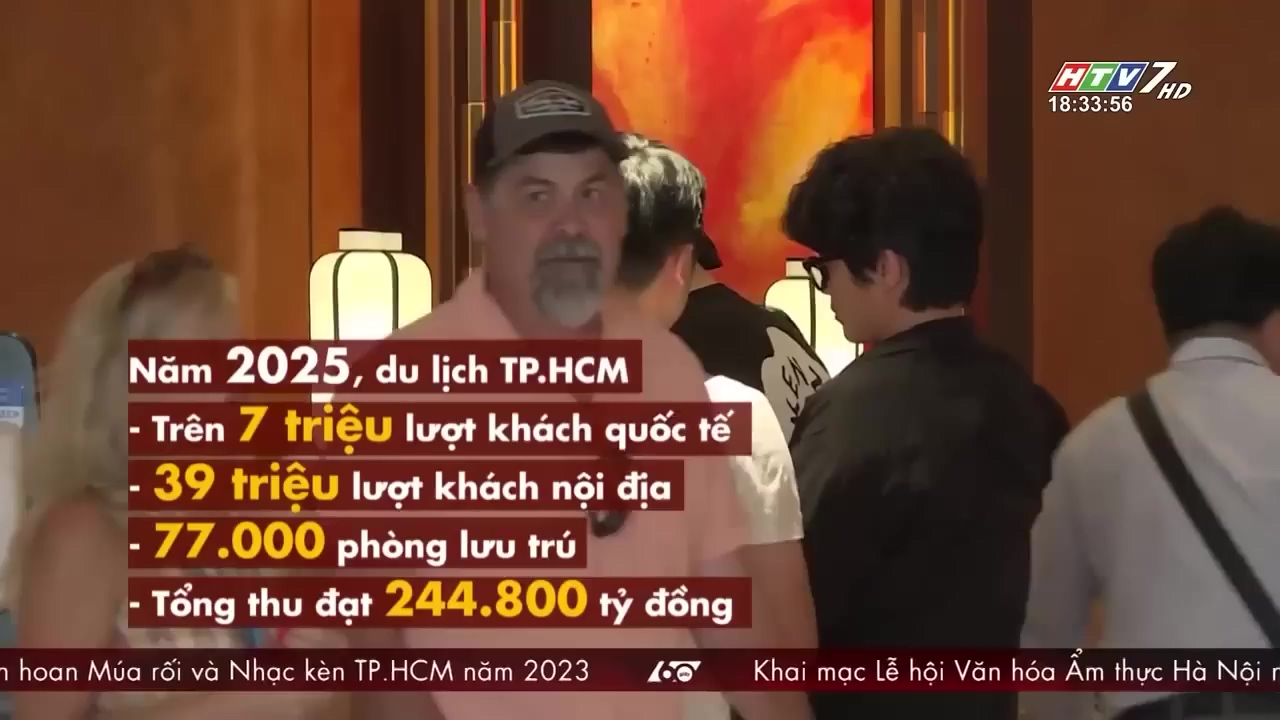 HTV7 HD
18:33:56
Năm 2025, du lịch TP.HCM
- Trên 7 triệu lượt khách quốc tế
- 39 triệu lượt khách nội địa
- 77.000 phòng lưu trú
- Tổng thu đạt 244.800 tỷ đồng
hoan Múa rối và Nhạc kèn TP.HCM năm 2023 60 giây Khai mạc Lễ hội Văn hóa Ẩm thực Hà Nội